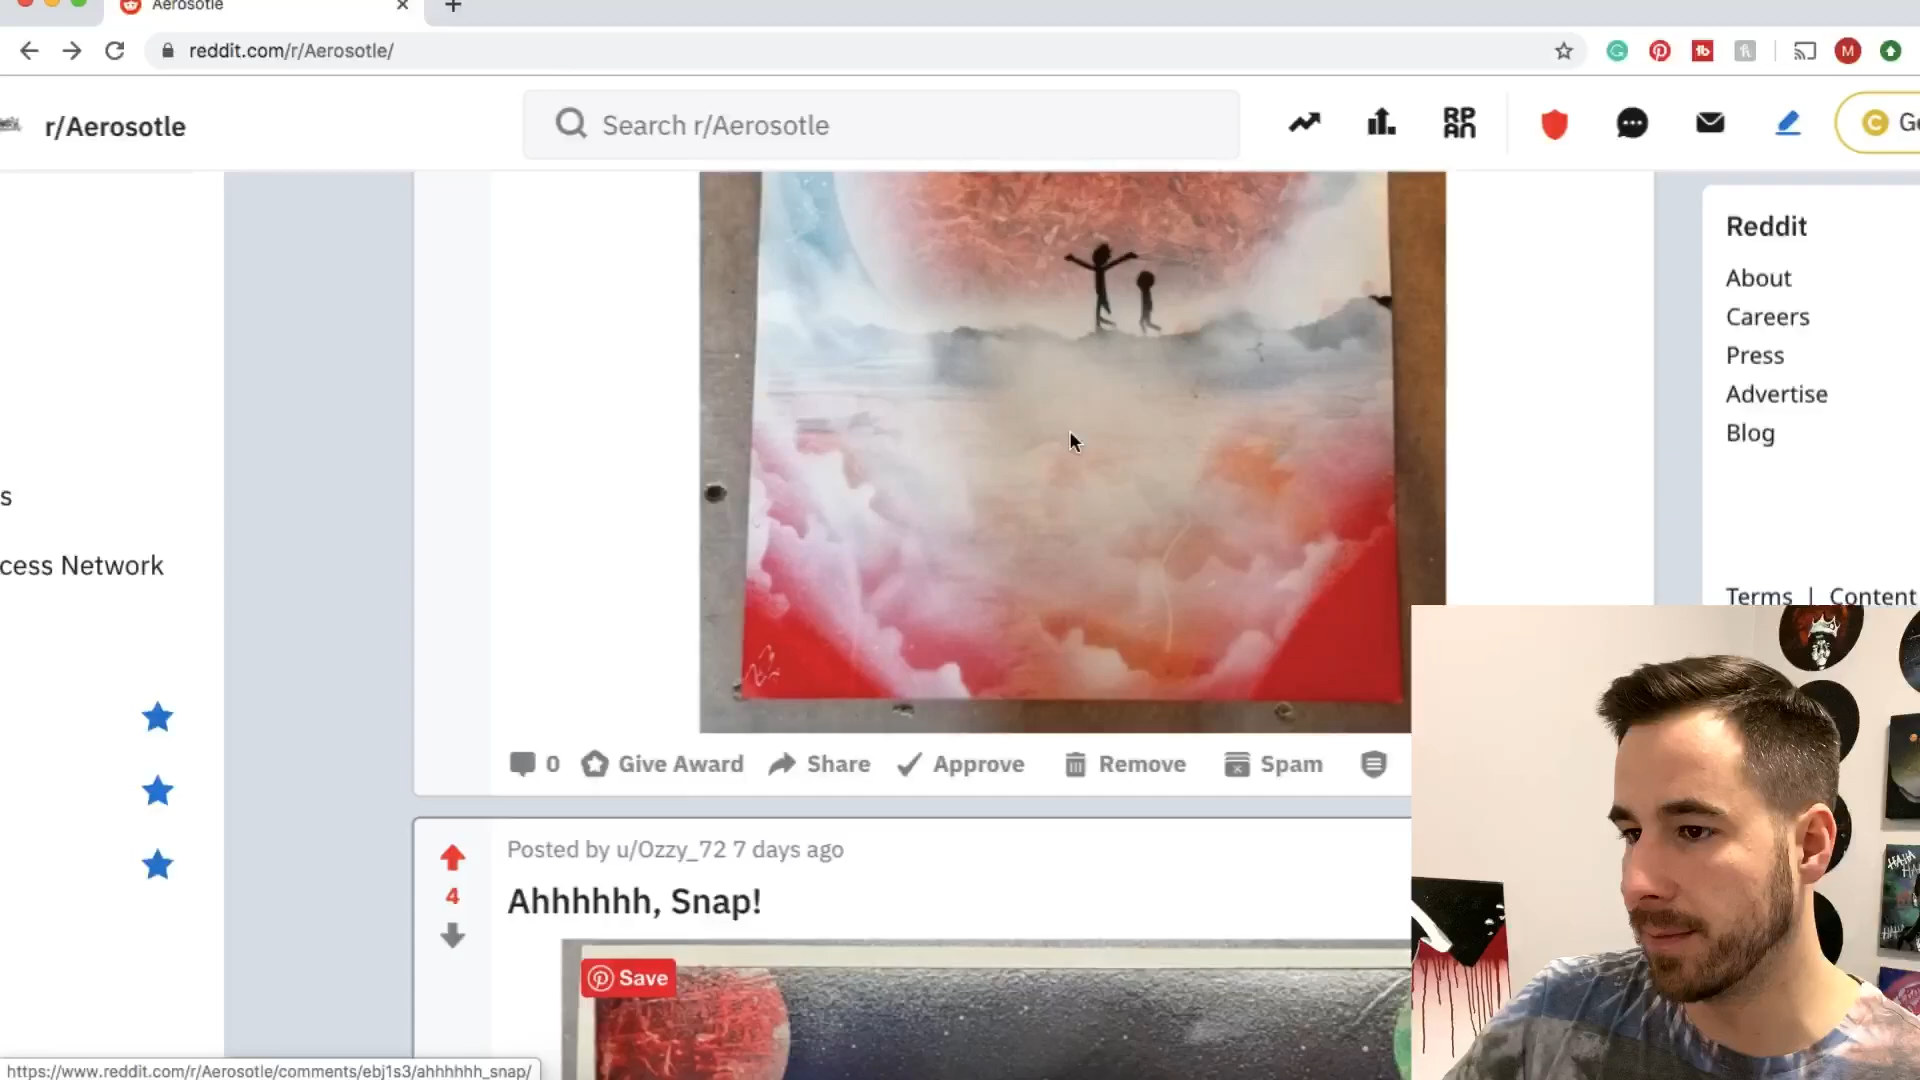 Aerosotle
reddit.com/r/Aerosotle/
M
r/Aerosotle
Search r/Aerosotle
RPAN
Reddit
About
Careers
Press
Advertise
Blog
s
cess Network
Terms | Content
0 Give Award Share Approve Remove Spam
Posted by u/Ozzy_72 7 days ago
4
Ahhhhhh, Snap!
Save
https://www.reddit.com/r/Aerosotle/comments/ebj1s3/ahhhhhh_snap/